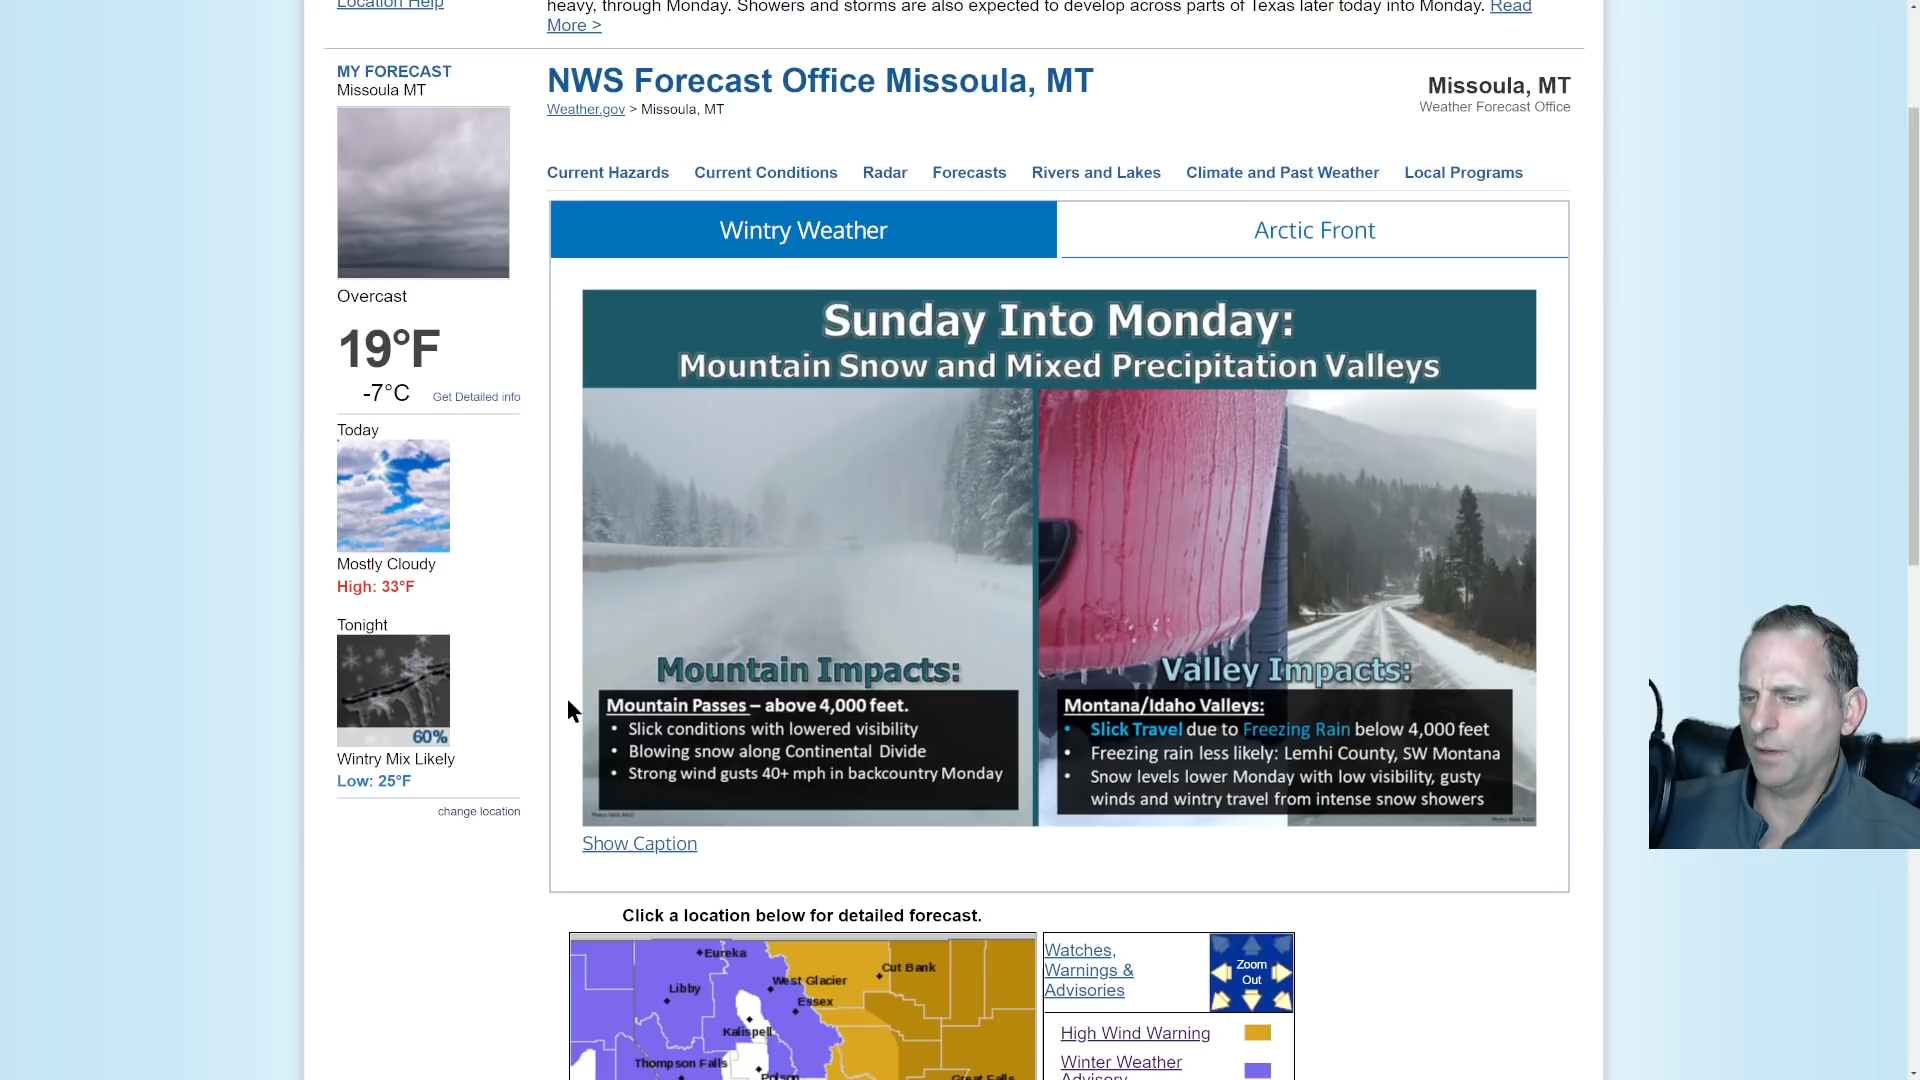 Location Help
heavy, through Monday. Showers and storms are also expected to develop across parts of Texas later today into Monday. Read
More >
MY FORECAST
Missoula MT
Overcast
19°F
-7°C
Get Detailed info
Today
Mostly Cloudy
High: 33°F
Tonight
60%
Wintry Mix Likely
Low: 25°F
change location
NWS Forecast Office Missoula, MT
Weather.gov > Missoula, MT
Missoula, MT
Weather Forecast Office
Current Hazards
Current Conditions
Radar
Forecasts
Rivers and Lakes
Climate and Past Weather
Local Programs
Wintry Weather
Arctic Front
Sunday Into Monday:
Mountain Snow and Mixed Precipitation Valleys
Mountain Impacts:
Mountain Passes – above 4,000 feet.
• Slick conditions with lowered visibility
• Blowing snow along Continental Divide
• Strong wind gusts 40+ mph in backcountry Monday
Valley Impacts:
Montana/Idaho Valleys:
• Slick Travel due to Freezing Rain below 4,000 feet
• Freezing rain less likely: Lemhi County, SW Montana
• Snow levels lower Monday with low visibility, gusty
winds and wintry travel from intense snow showers
Show Caption
Click a location below for detailed forecast.
Eureka
Cut Bank
West Glacier
Libby
Essex
Kalispell
Thompson Falls
Polson
Great Falls
Watches,
Warnings &
Advisories
Zoom
Out
High Wind Warning
Winter Weather
Advisory